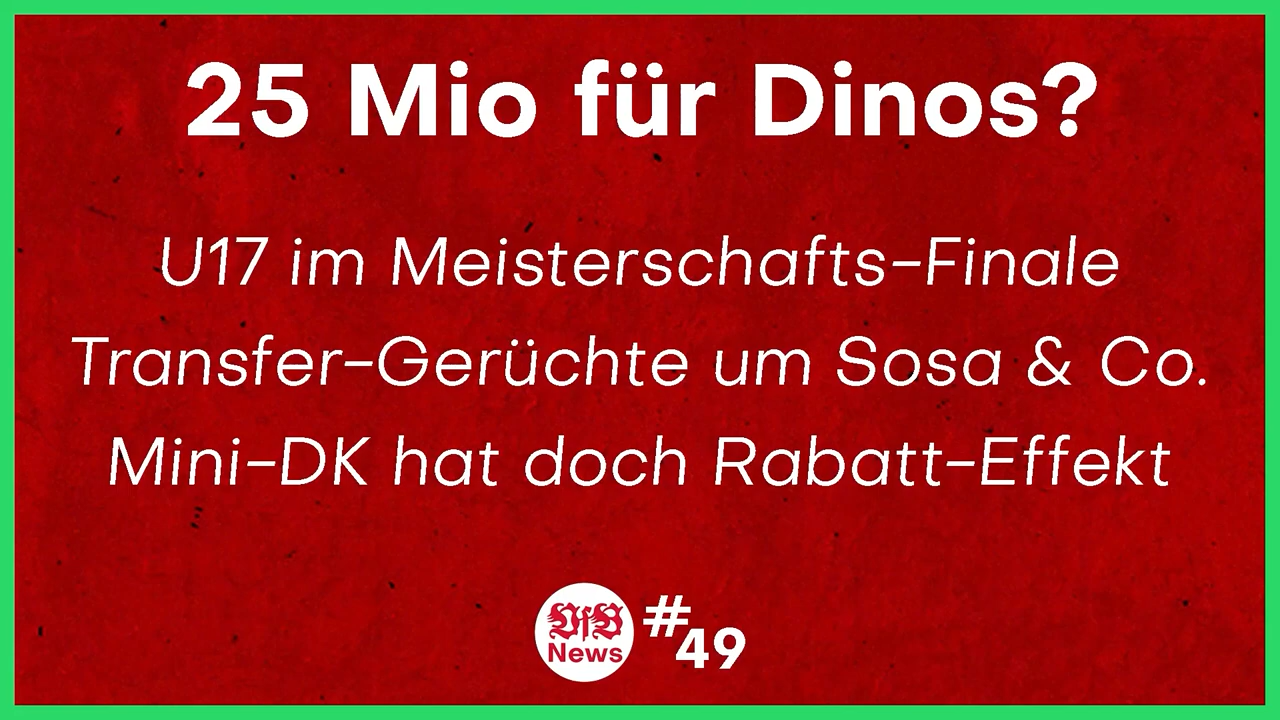 25 Mio für Dinos?
U17 im Meisterschafts-Finale
Transfer-Gerüchte um Sosa & Co.
Mini-DK hat doch Rabatt-Effekt
VfB
News
#49